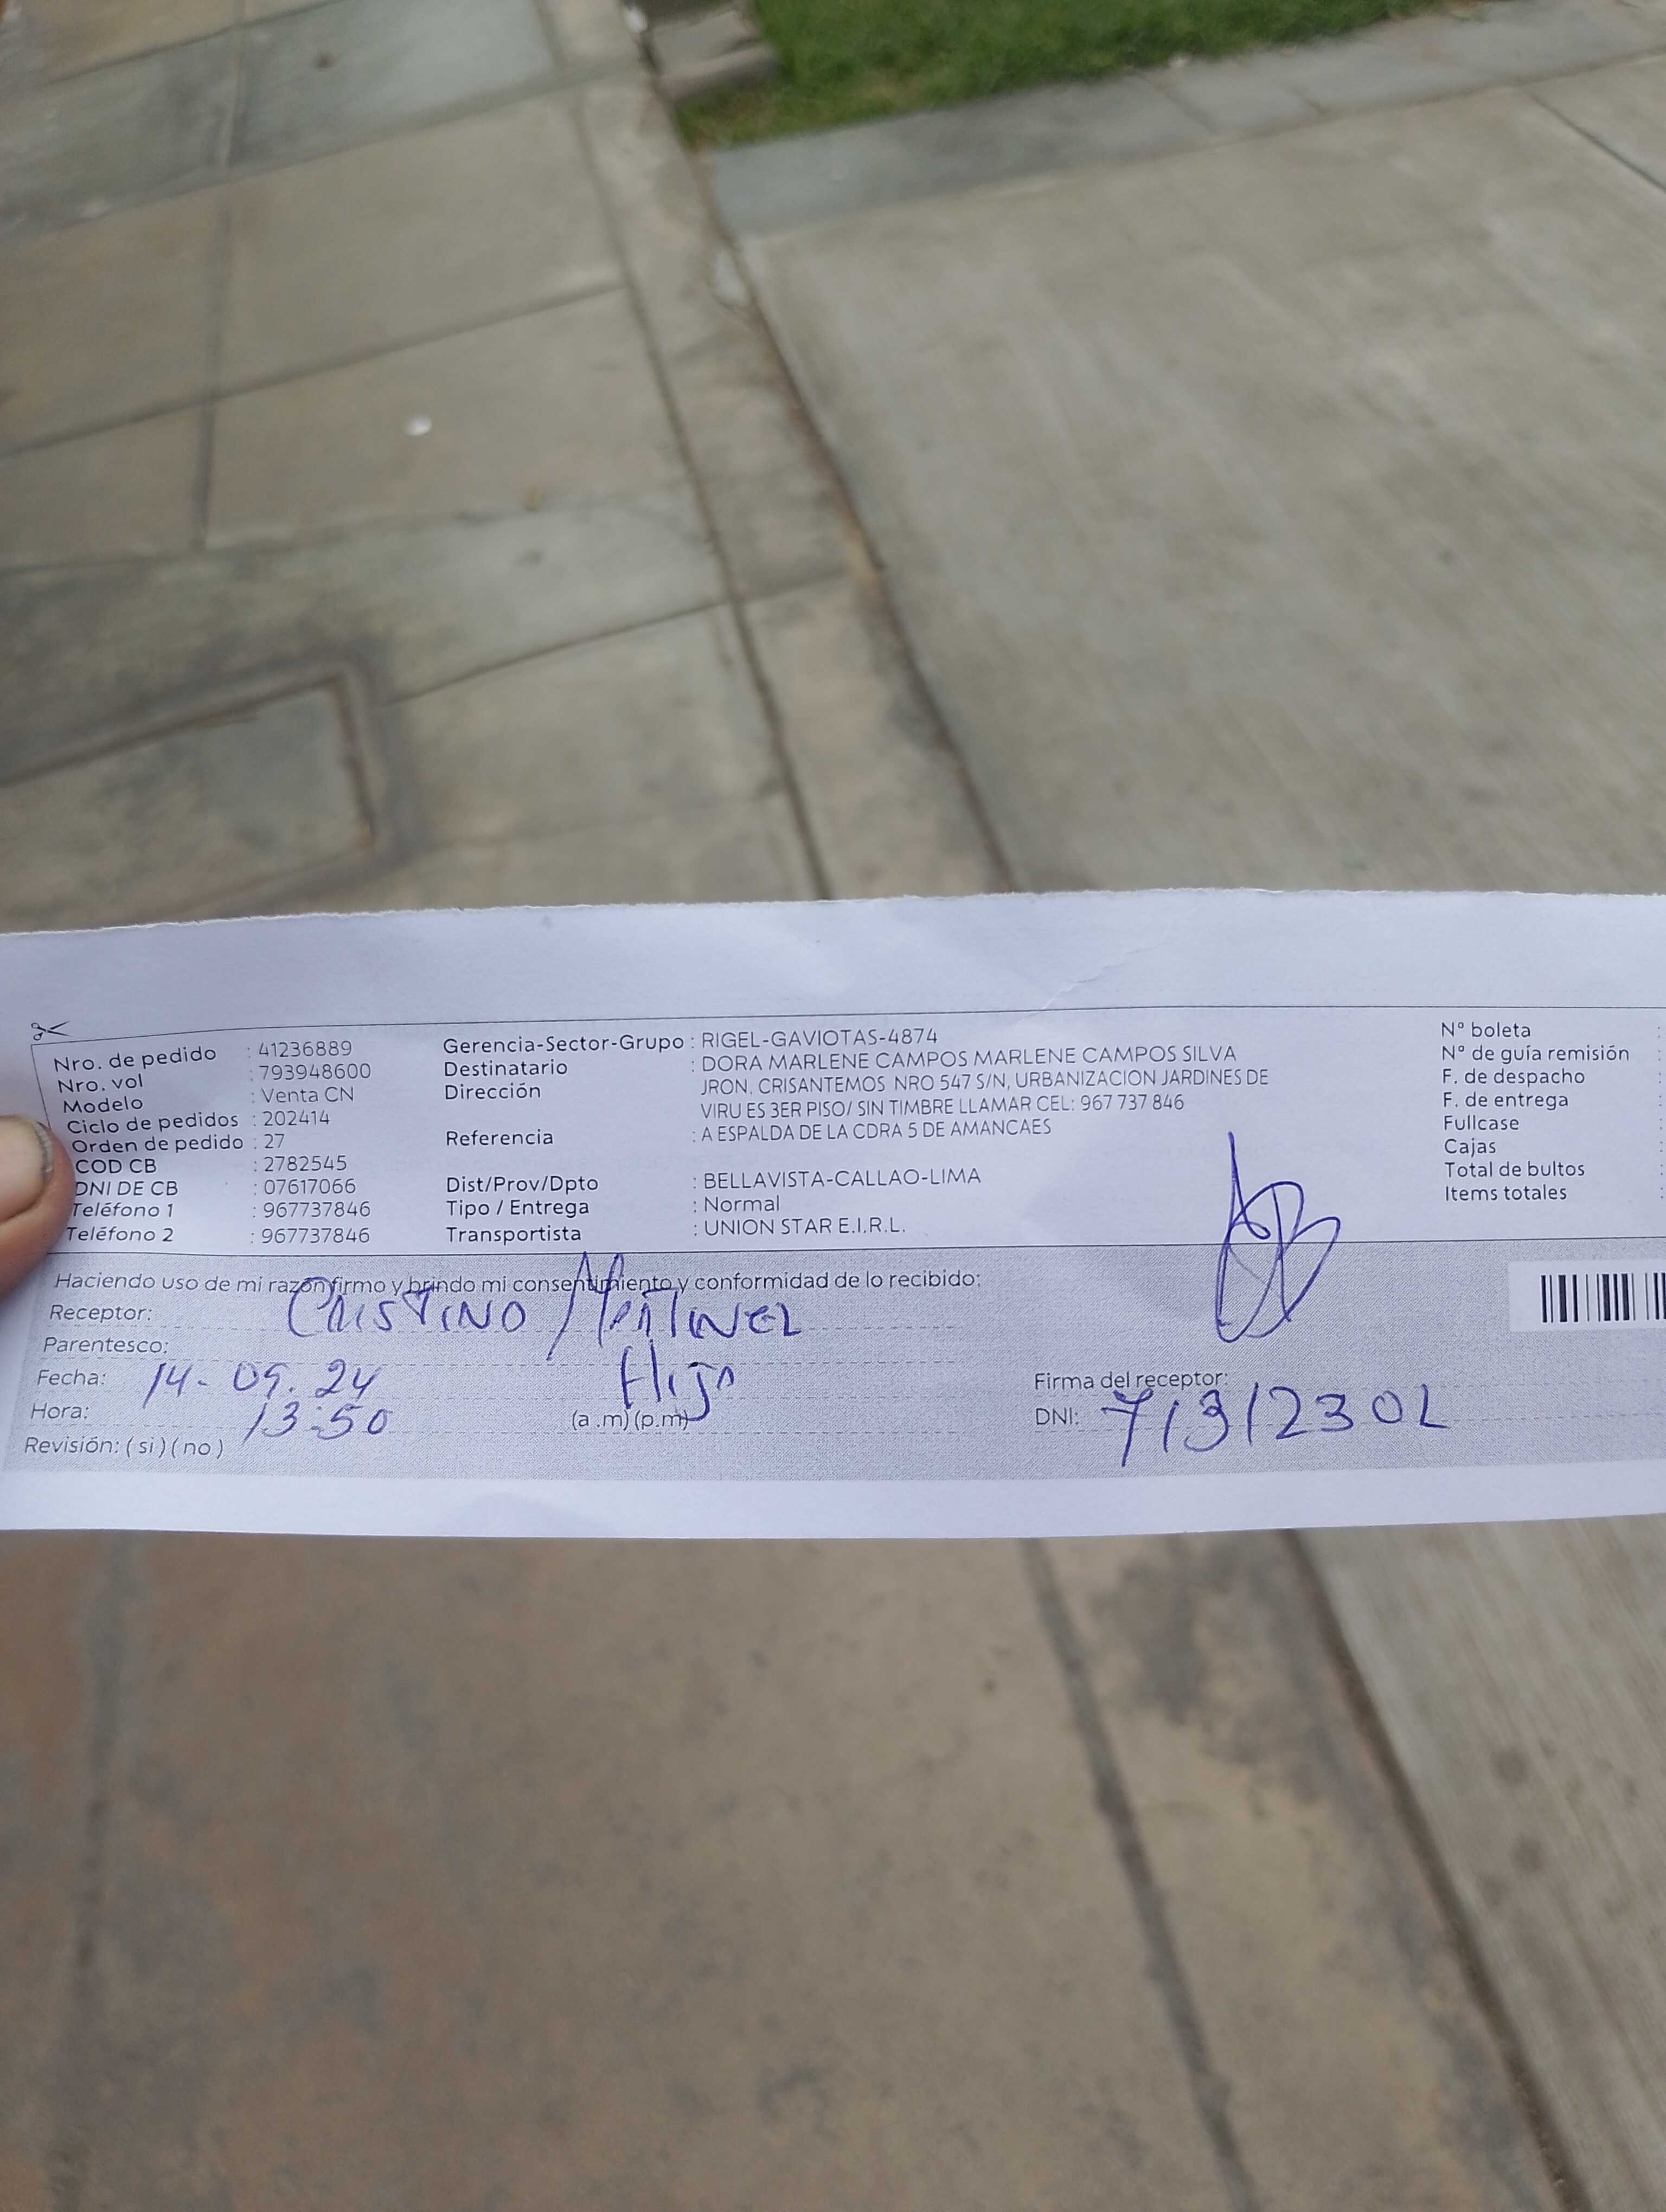 Nro. de pedido : 41236889
Nro. vol : 793948600
Modelo : Venta CN
Ciclo de pedidos : 202414
Orden de pedido : 27
COD CB : 2782545
DNI DE CB : 07617066
Teléfono 1 : 967737846
Teléfono 2 : 967737846
Gerencia-Sector-Grupo : RIGEL-GAVIOTAS-4874
Destinatario : DORA MARLENE CAMPOS MARLENE CAMPOS SILVA
Dirección JRON. CRISANTEMOS NRO 547 S/N, URBANIZACION JARDINES DE
VIRU ES 3ER PISO/ SIN TIMBRE LLAMAR CEL: 967 737 846
Referencia : A ESPALDA DE LA CDRA 5 DE AMANCAES
Dist/Prov/Dpto : BELLAVISTA-CALLAO-LIMA
Tipo / Entrega : Normal
Transportista : UNION STAR E.I.R.L.
N° boleta :
N° de guía remisión :
F. de despacho :
F. de entrega :
Fullcase :
Cajas :
Total de bultos :
Items totales :
Haciendo uso de mi razón firmo y brindo mi consentimiento y conformidad de lo recibido:
Receptor: CRISTINO
Parentesco: Hijo
Fecha: 14-09.24
Hora: 13:50 (a.m) (p.m)
Revisión: ( si ) ( no )
Firma del receptor:
DNI: